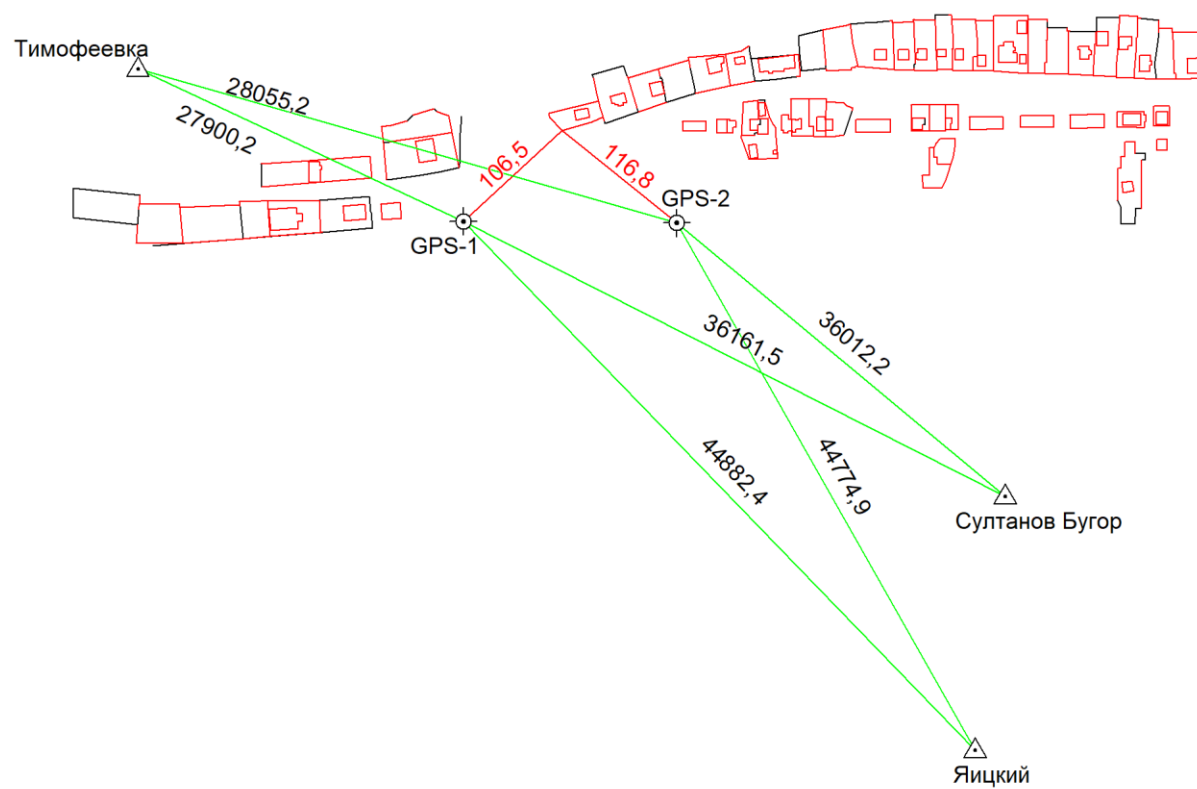 Тимофеевка
28055,2
27900,2
106,5
116,8
GPS-2
GPS-1
36161,5
36012,2
44882,4
44774,9
Султанов Бугор
Яицкий